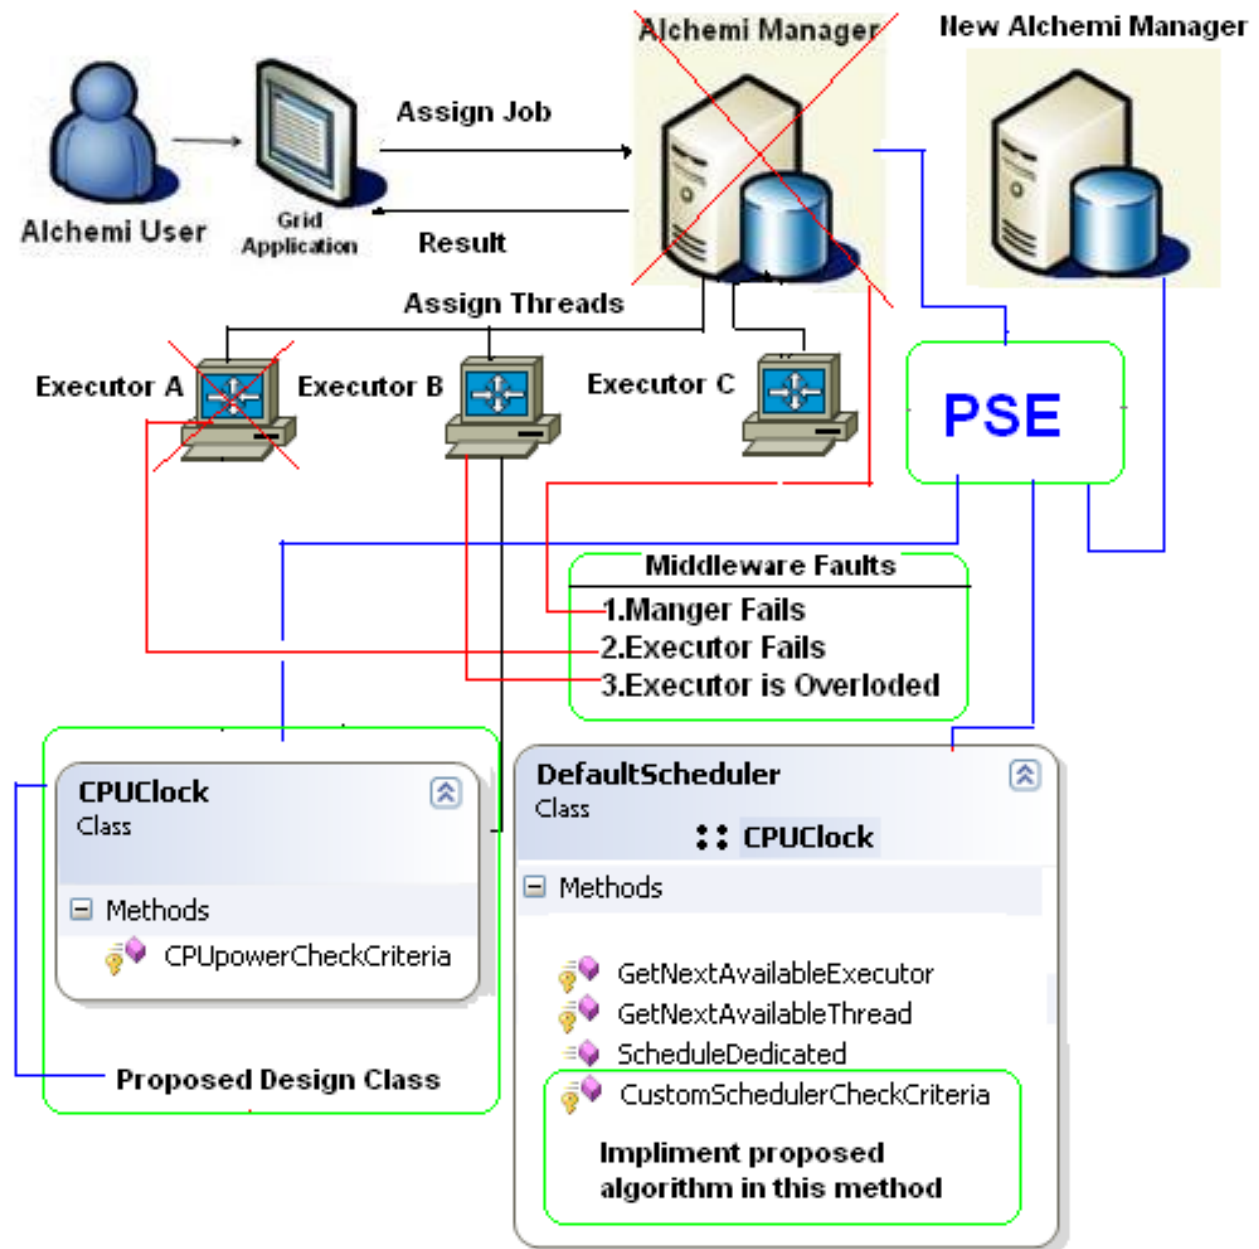 Alchemi Manager
New Alchemi Manager
Assign Job
Alchemi User
Grid
Application
Result
Assign Threads
Executor A
Executor B
Executor C
PSE
Middleware Faults
1.Manger Fails
2.Executor Fails
3.Executor is Overloded
CPUClock
Class
Methods
CPUpowerCheckCriteria
Proposed Design Class
DefaultScheduler
Class
CPUClock
Methods
GetNextAvailableExecutor
GetNextAvailableThread
ScheduleDedicated
CustomSchedulerCheckCriteria
Impliment proposed
algorithm in this method